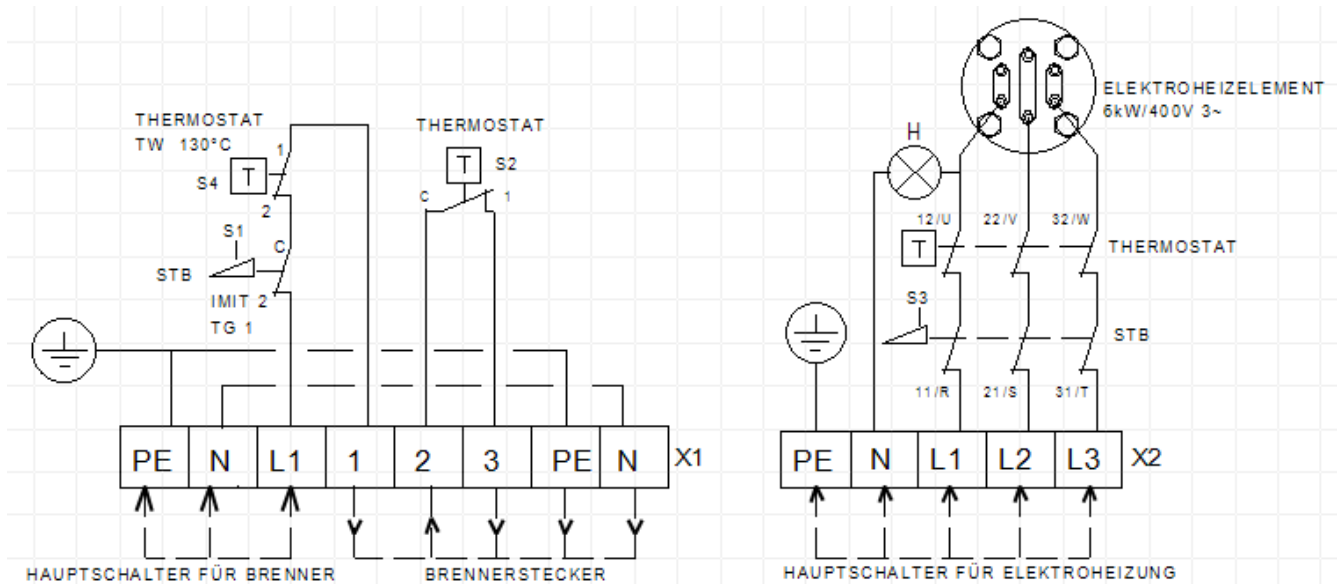 THERMOSTAT
TW 130°C
S4
T
1
2
S1
C
STB
IMIT 2
TG 1
THERMOSTAT
T
S2
C
1
PE
N
L1
1
2
3
PE
N
X1
HAUPTSCHALTER FÜR BRENNER
BRENNERSTECKER
ELEKTROHEIZELEMENT
6kW/400V 3~
H
12/U
22/V
32/W
T
THERMOSTAT
S3
STB
11/R
21/S
31/T
PE
N
L1
L2
L3
X2
HAUPTSCHALTER FÜR ELEKTROHEIZUNG